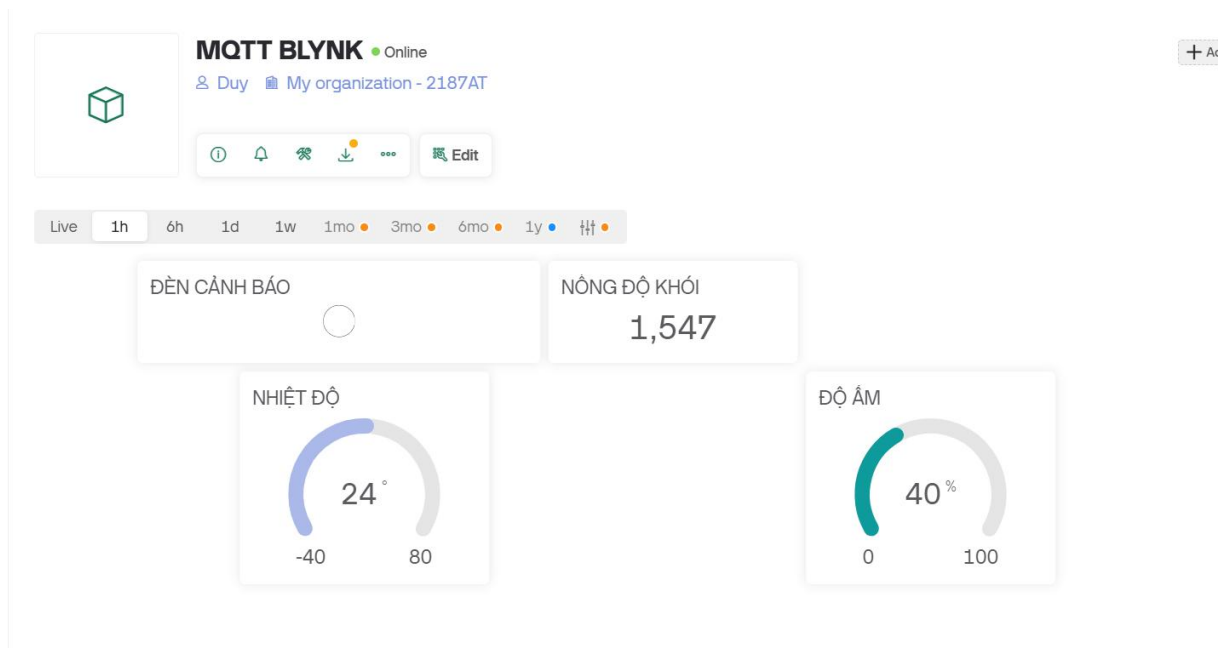 MQTT BLYNK Online
Duy My organization - 2187AT
Edit
Live 1h 6h 1d 1w 1mo 3mo 6mo 1y
ĐÈN CẢNH BÁO
NỒNG ĐỘ KHÓI
1,547
NHIỆT ĐỘ
24°
-40 80
ĐỘ ẨM
40%
0 100